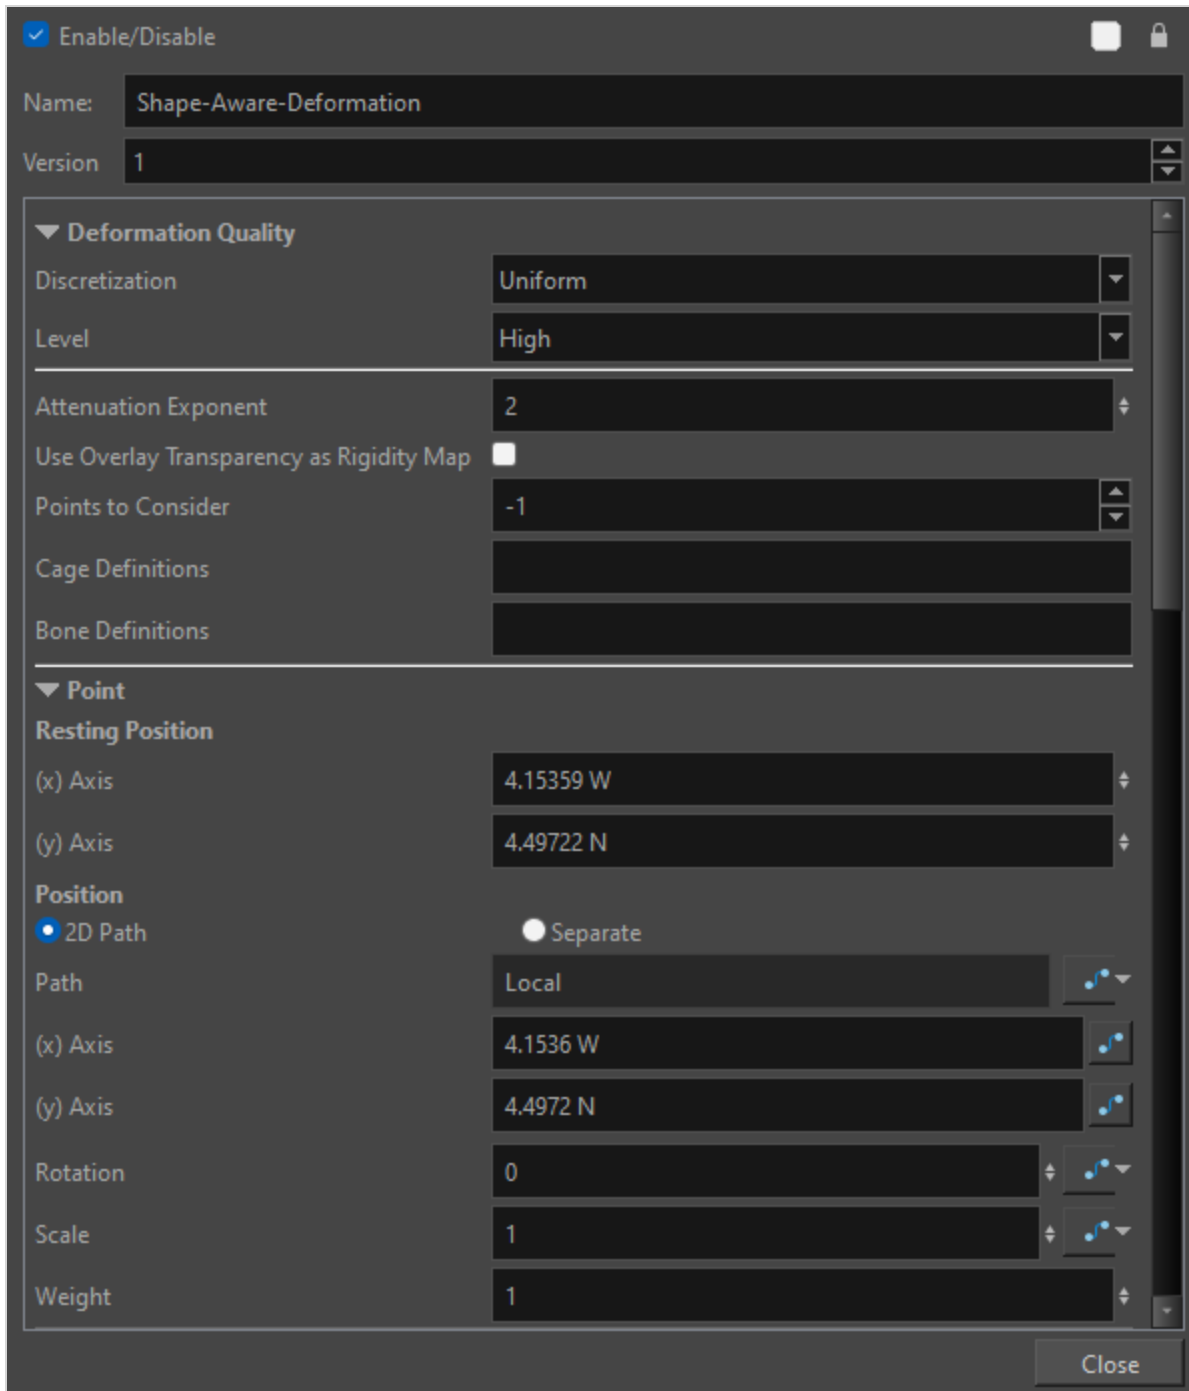 Enable/Disable
Name: Shape-Aware-Deformation
Version 1
Deformation Quality
Discretization Uniform
Level High
Attenuation Exponent 2
Use Overlay Transparency as Rigidity Map
Points to Consider -1
Cage Definitions
Bone Definitions
Point
Resting Position
(x) Axis 4.15359 W
(y) Axis 4.49722 N
Position
2D Path Separate
Path Local
(x) Axis 4.1536 W
(y) Axis 4.4972 N
Rotation 0
Scale 1
Weight 1
Close